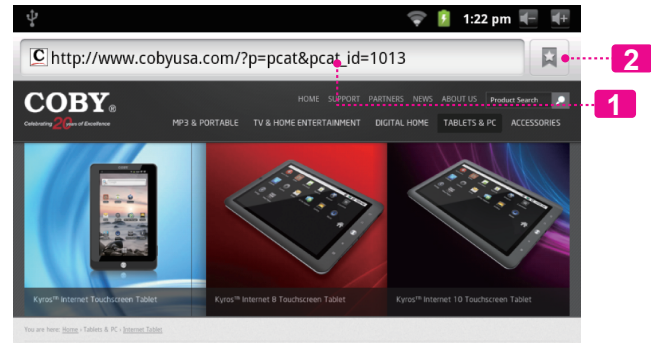 1:22 pm
C http://www.cobyusa.com/?p=pcat&pcat_id=1013
2
1
COBY®
Celebrating 20 years of Excellence
HOME SUPPORT PARTNERS NEWS ABOUT US Product Search
MP3 & PORTABLE TV & HOME ENTERTAINMENT DIGITAL HOME TABLETS & PC ACCESSORIES
Kyros™ Internet Touchscreen Tablet Kyros™ Internet 8 Touchscreen Tablet Kyros™ Internet 10 Touchscreen Tablet
You are here: Home › Tablets & PC › Internet Tablet